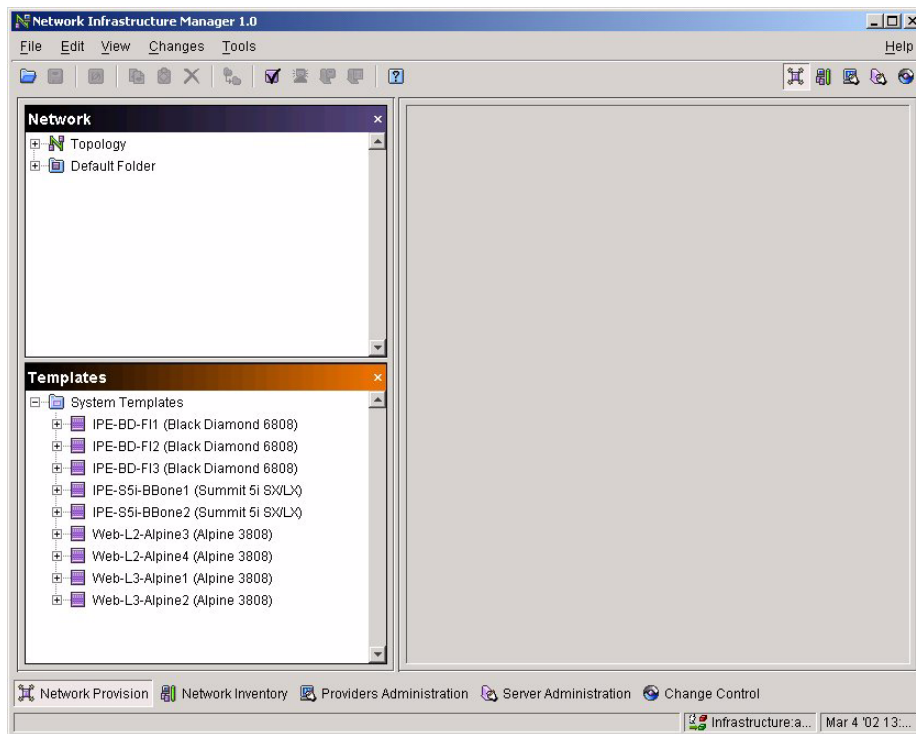 Network Infrastructure Manager 1.0
File Edit View Changes Tools Help
Network
Topology
Default Folder
Templates
System Templates
IPE-BD-FI1 (Black Diamond 6808)
IPE-BD-FI2 (Black Diamond 6808)
IPE-BD-FI3 (Black Diamond 6808)
IPE-S5i-BBone1 (Summit 5i SX/LX)
IPE-S5i-BBone2 (Summit 5i SX/LX)
Web-L2-Alpine3 (Alpine 3808)
Web-L2-Alpine4 (Alpine 3808)
Web-L3-Alpine1 (Alpine 3808)
Web-L3-Alpine2 (Alpine 3808)
Network Provision Network Inventory Providers Administration Server Administration Change Control
Infrastructure:a... Mar 4 '02 13:...